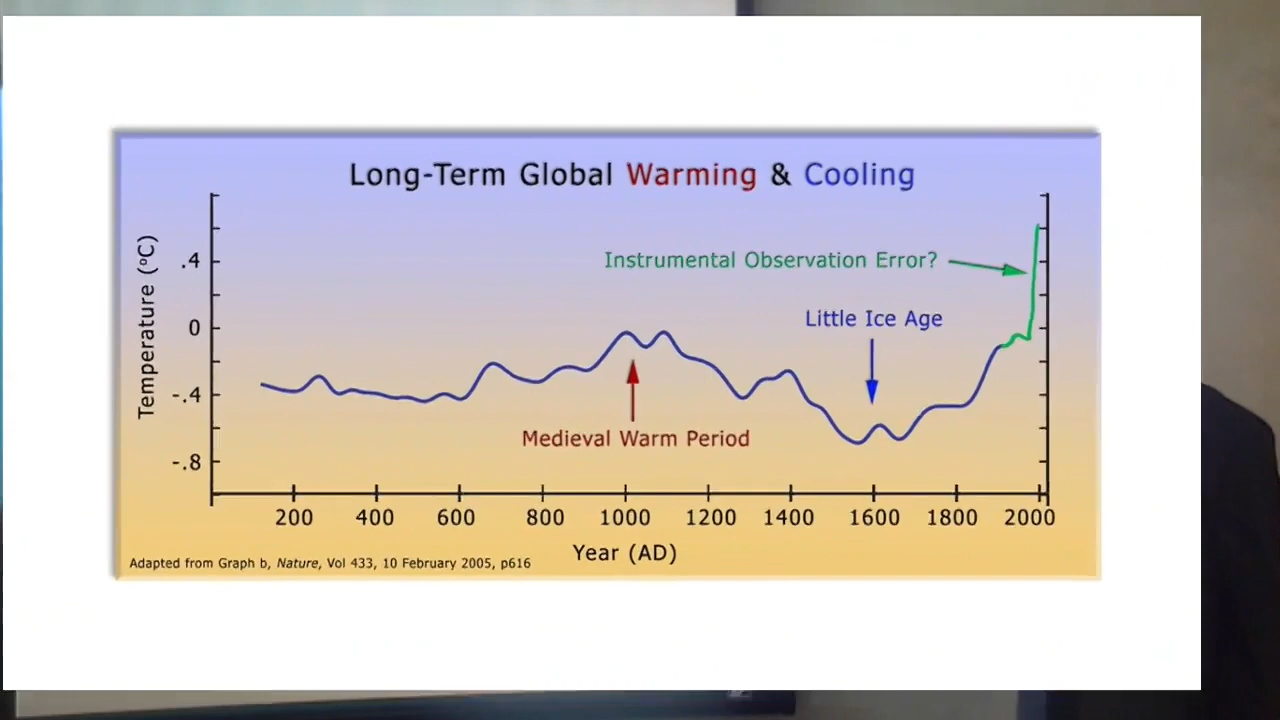 Long-Term Global Warming & Cooling
Temperature (°C)
.4
0
-.4
-.8
Instrumental Observation Error?
Little Ice Age
Medieval Warm Period
200 400 600 800 1000 1200 1400 1600 1800 2000
Year (AD)
Adapted from Graph b, Nature, Vol 433, 10 February 2005, p616